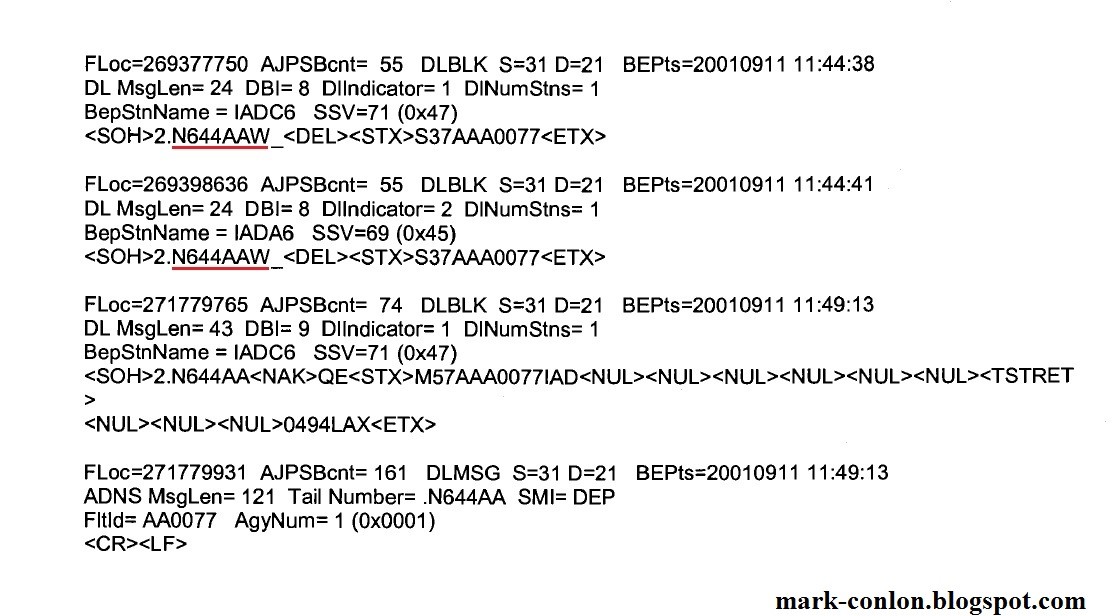 FLoc=269377750 AJPSBcnt= 55 DLBLK S=31 D=21 BEPts=20010911 11:44:38
DL MsgLen= 24 DBI= 8 DlIndicator= 1 DlNumStns= 1
BepStnName = IADC6 SSV=71 (0x47)
<SOH>2.N644AAW_<DEL><STX>S37AAA0077<ETX>
FLoc=269398636 AJPSBcnt= 55 DLBLK S=31 D=21 BEPts=20010911 11:44:41
DL MsgLen= 24 DBI= 8 DlIndicator= 2 DlNumStns= 1
BepStnName = IADA6 SSV=69 (0x45)
<SOH>2.N644AAW_<DEL><STX>S37AAA0077<ETX>
FLoc=271779765 AJPSBcnt= 74 DLBLK S=31 D=21 BEPts=20010911 11:49:13
DL MsgLen= 43 DBI= 9 DlIndicator= 1 DlNumStns= 1
BepStnName = IADC6 SSV=71 (0x47)
<SOH>2.N644AA<NAK>QE<STX>M57AAA0077IAD<NUL><NUL><NUL><NUL><NUL><NUL><TSTRET
>
<NUL><NUL><NUL>0494LAX<ETX>
FLoc=271779931 AJPSBcnt= 161 DLMSG S=31 D=21 BEPts=20010911 11:49:13
ADNS MsgLen= 121 Tail Number= .N644AA SMI= DEP
FltId= AA0077 AgyNum= 1 (0x0001)
<CR><LF>
mark-conlon.blogspot.com